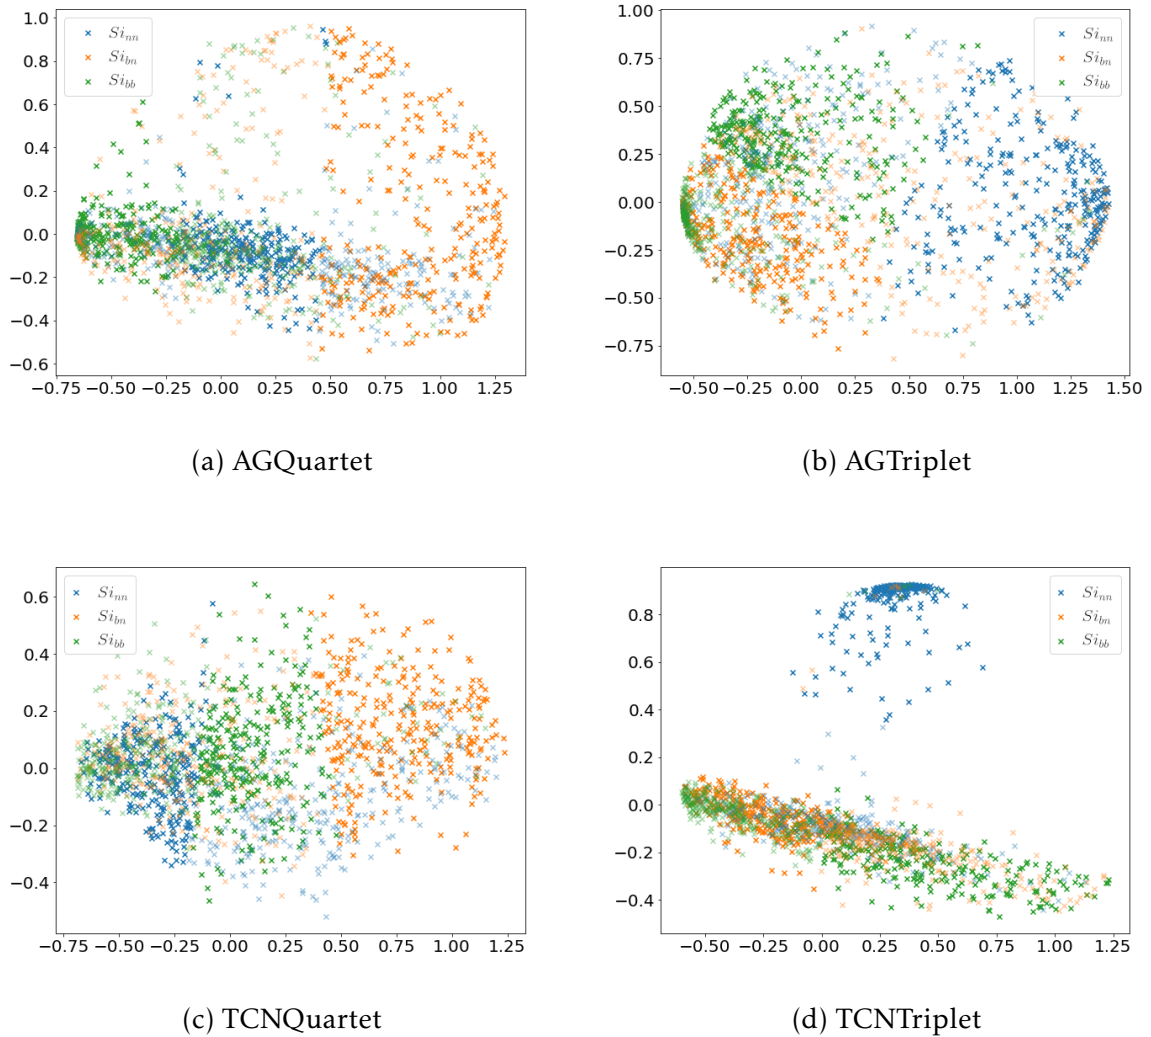 1.0
0.8
0.6
0.4
0.2
0.0
−0.2
−0.4
−0.6
−0.75 −0.50 −0.25 0.00 0.25 0.50 0.75 1.00 1.25
Si_nn
Si_bn
Si_bb
(a) AGQuartet
1.00
0.75
0.50
0.25
0.00
−0.25
−0.50
−0.75
−0.50 −0.25 0.00 0.25 0.50 0.75 1.00 1.25 1.50
Si_nn
Si_bn
Si_bb
(b) AGTriplet
0.6
0.4
0.2
0.0
−0.2
−0.4
−0.75 −0.50 −0.25 0.00 0.25 0.50 0.75 1.00 1.25
Si_nn
Si_bn
Si_bb
(c) TCNQuartet
0.8
0.6
0.4
0.2
0.0
−0.2
−0.4
−0.50 −0.25 0.00 0.25 0.50 0.75 1.00 1.25
Si_nn
Si_bn
Si_bb
(d) TCNTriplet